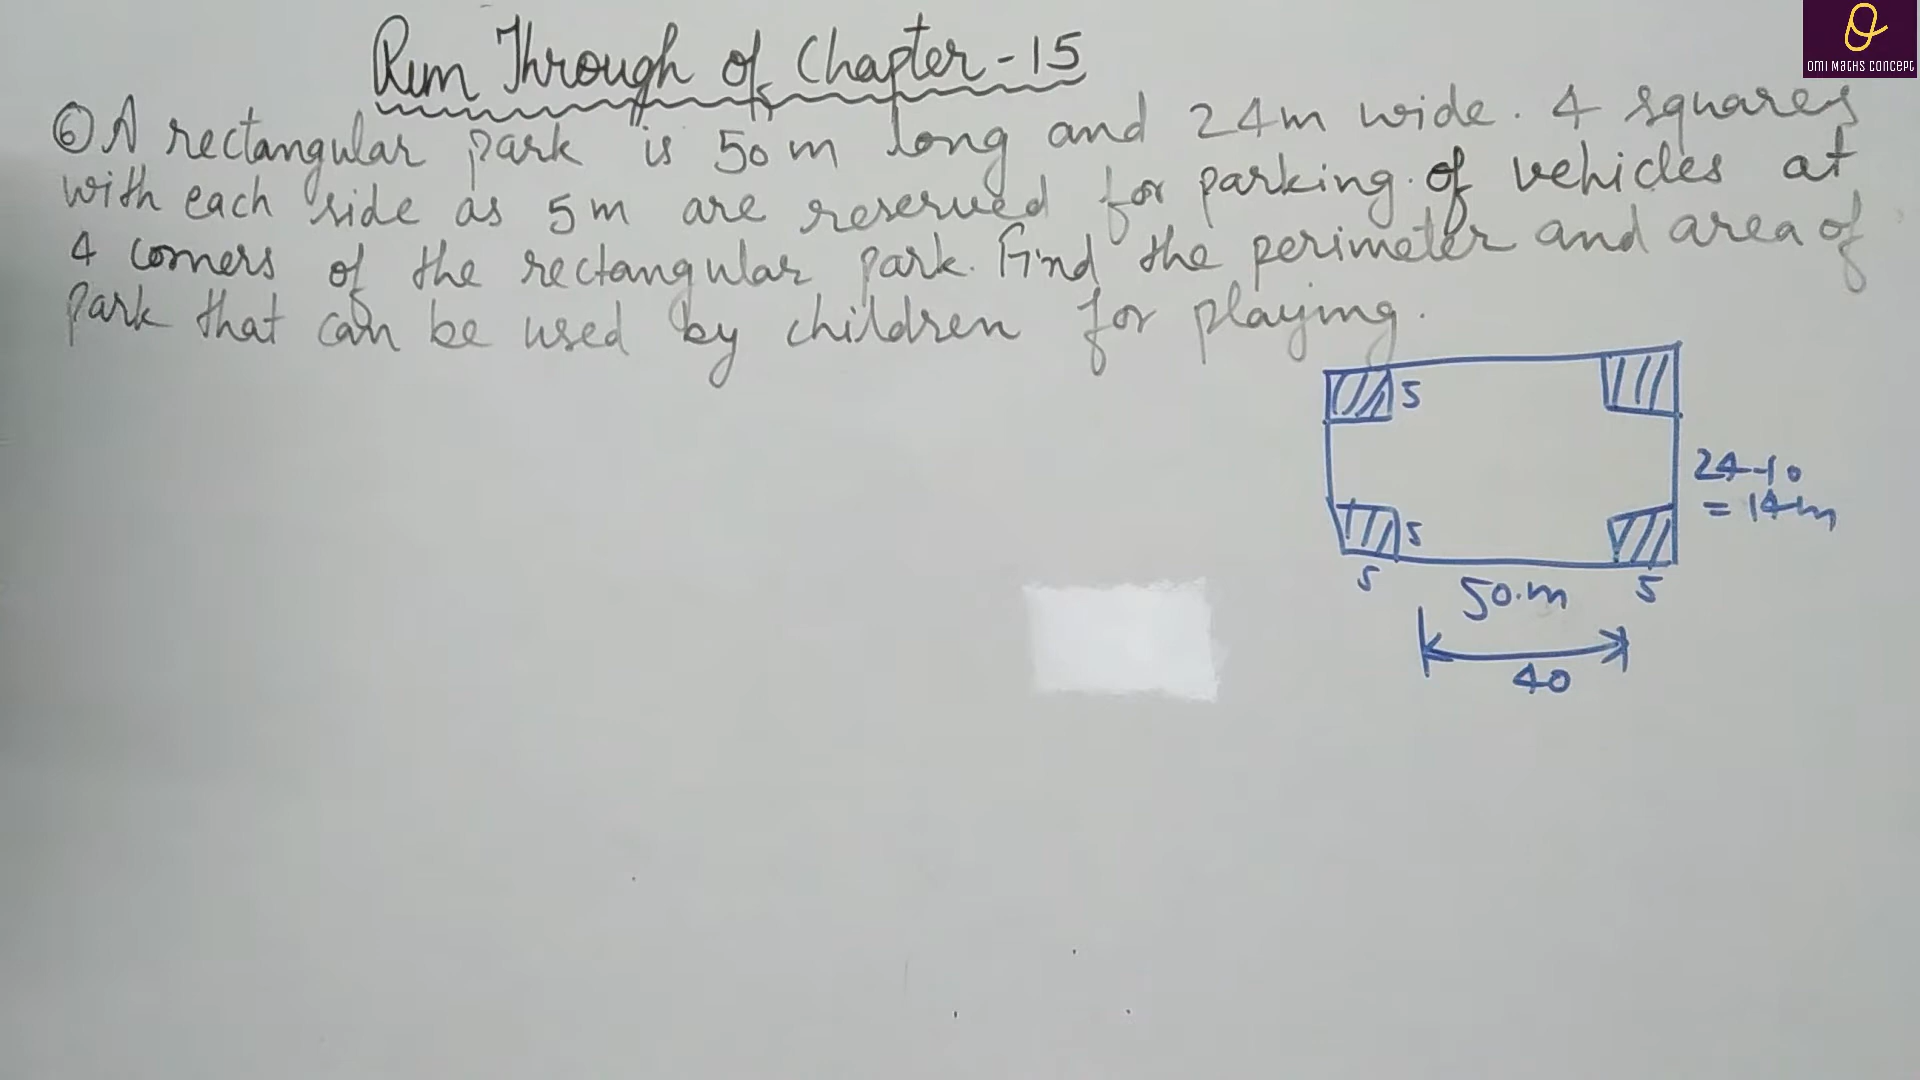 Run Through of Chapter-15
OMI MATHS CONCEPT
⑥ A rectangular park is 50 m long and 24m wide. 4 squares
with each side as 5m are reserved for parking of vehicles at
4 corners of the rectangular park. Find the perimeter and area of
park that can be used by children for playing.
5
24-10
= 14m
5
5 50.m 5
40